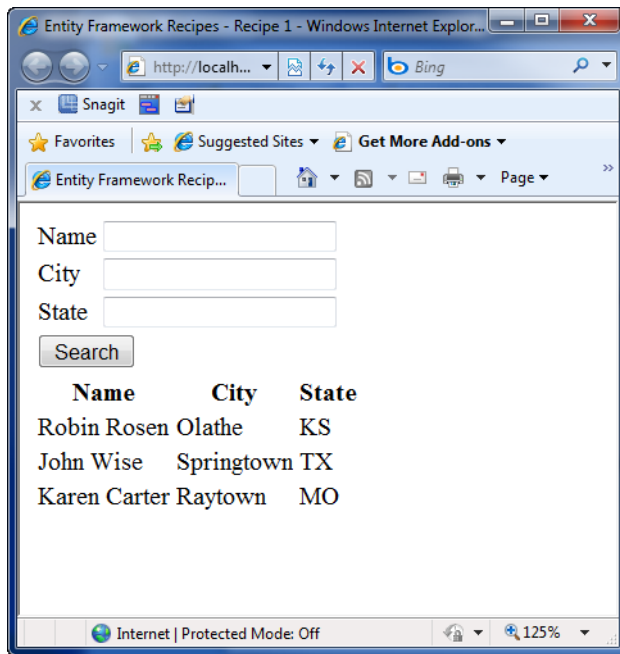 Entity Framework Recipes - Recipe 1 - Windows Internet Explor...
http://localh...
Bing
x Snagit
Favorites Suggested Sites Get More Add-ons
Entity Framework Recip... Page »
Name
City
State
Search
Name City State
Robin Rosen Olathe KS
John Wise Springtown TX
Karen Carter Raytown MO
Internet | Protected Mode: Off 125%